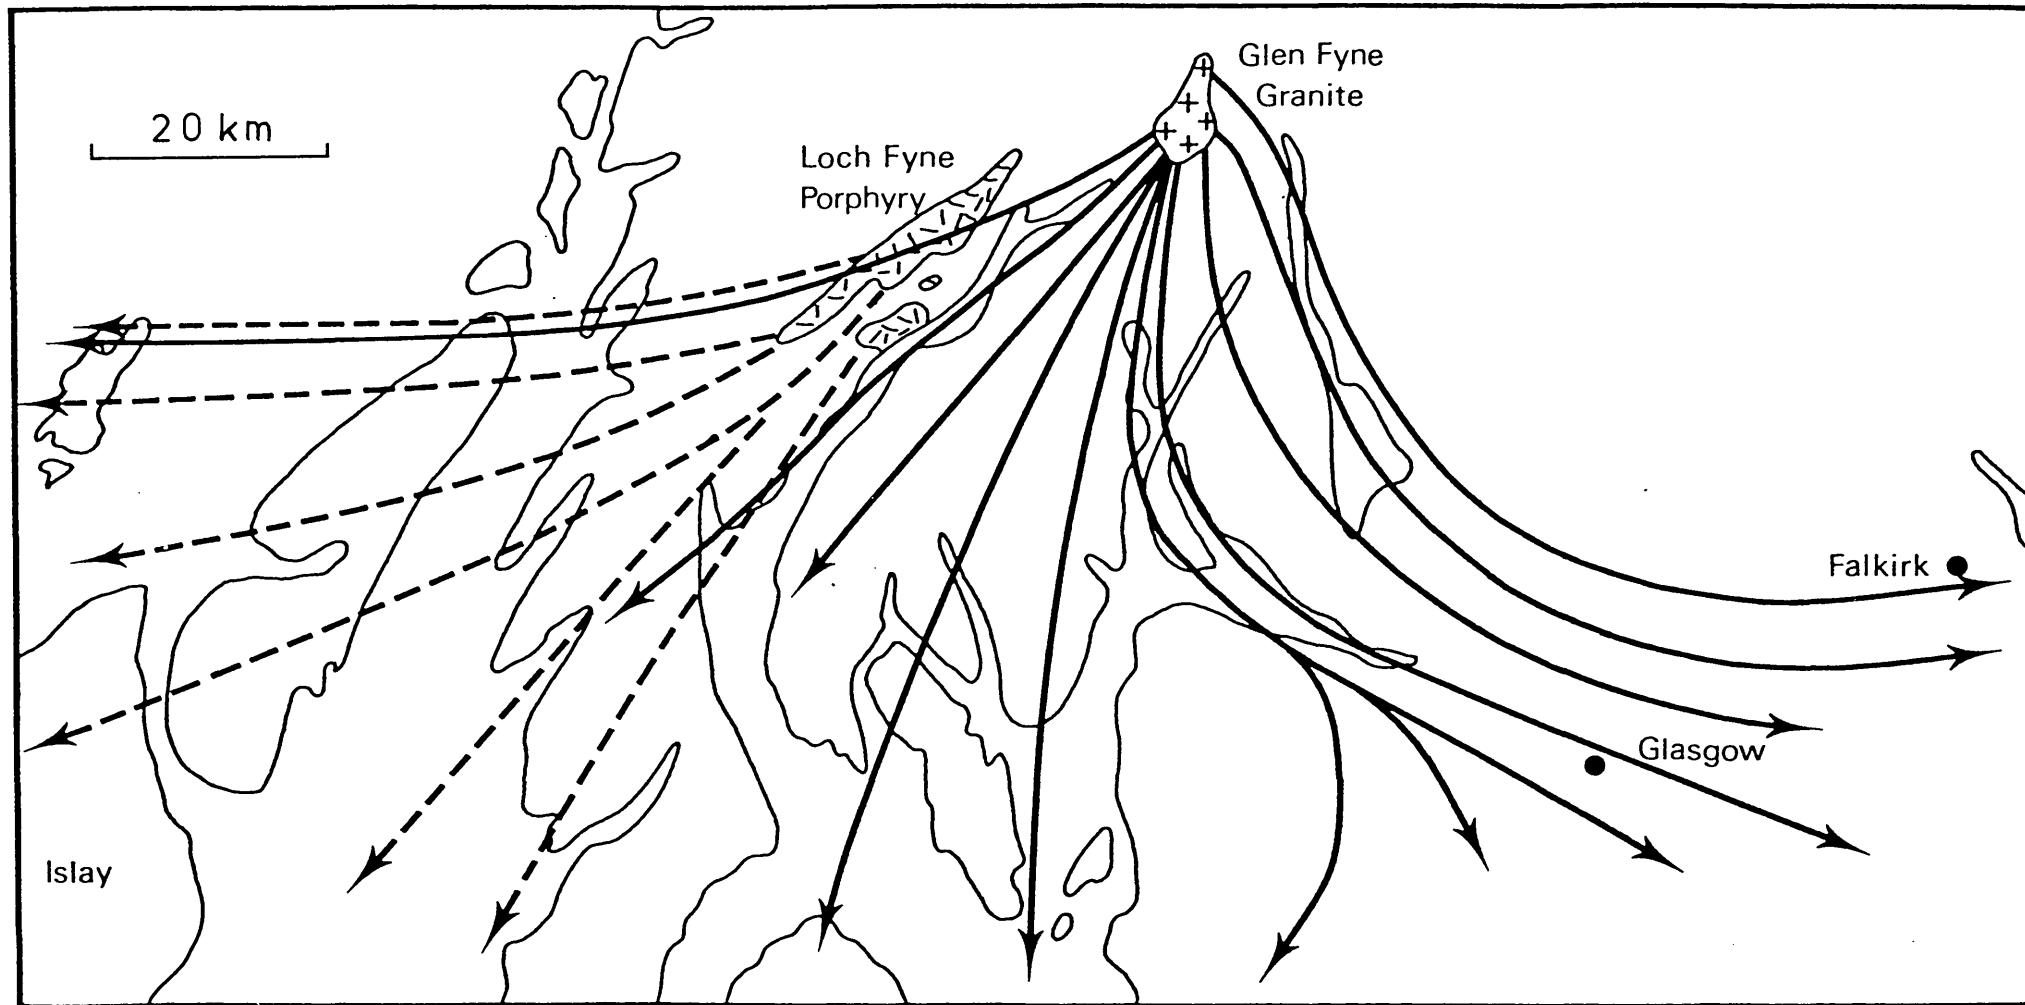 Glen Fyne
Granite
20 km
Loch Fyne
Porphyry
Falkirk
Glasgow
Islay